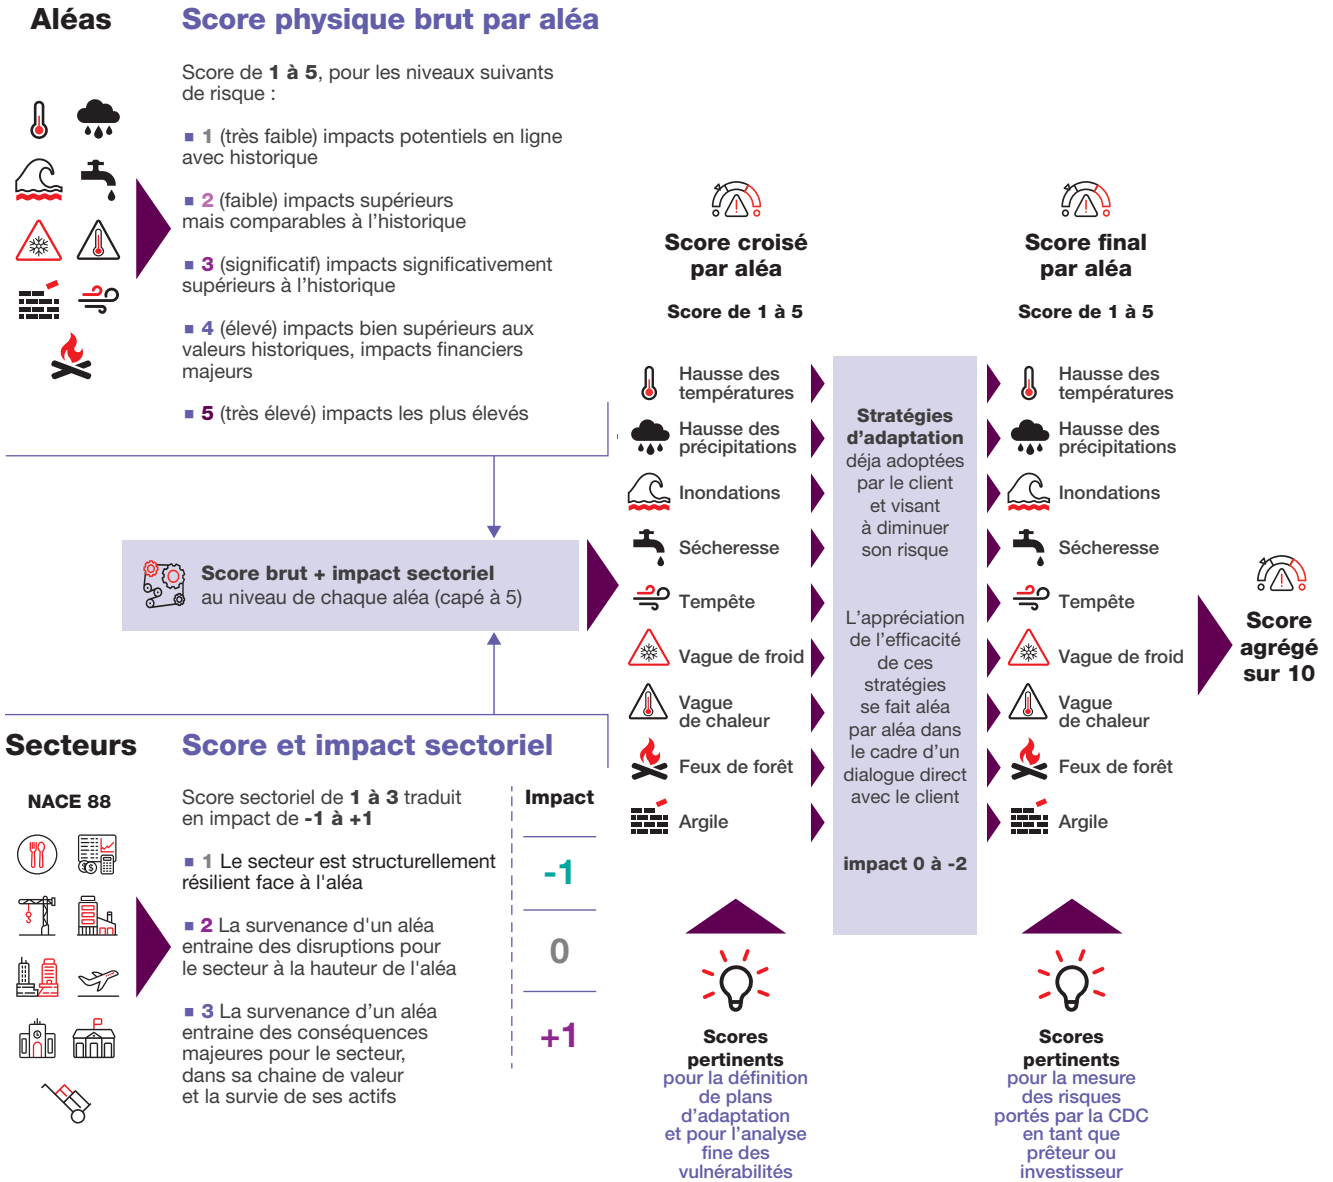 Aléas
Score physique brut par aléa
Score de 1 à 5, pour les niveaux suivants
de risque :
1 (très faible) impacts potentiels en ligne
avec historique
2 (faible) impacts supérieurs
mais comparables à l'historique
3 (significatif) impacts significativement
supérieurs à l'historique
4 (élevé) impacts bien supérieurs aux
valeurs historiques, impacts financiers
majeurs
5 (très élevé) impacts les plus élevés
Score brut + impact sectoriel
au niveau de chaque aléa (capé à 5)
Secteurs
Score et impact sectoriel
NACE 88
Score sectoriel de 1 à 3 traduit
en impact de -1 à +1
1 Le secteur est structurellement
résilient face à l'aléa
2 La survenance d'un aléa
entraine des disruptions pour
le secteur à la hauteur de l'aléa
3 La survenance d'un aléa
entraine des conséquences
majeures pour le secteur,
dans sa chaine de valeur
et la survie de ses actifs
Impact
-1
0
+1
Score croisé
par aléa
Score de 1 à 5
Hausse des
températures
Hausse des
précipitations
Inondations
Sécheresse
Tempête
Vague de froid
Vague
de chaleur
Feux de forêt
Argile
Scores
pertinents
pour la définition
de plans
d'adaptation
et pour l'analyse
fine des
vulnérabilités
Stratégies
d'adaptation
déja adoptées
par le client
et visant
à diminuer
son risque
L'appréciation
de l'efficacité
de ces
stratégies
se fait aléa
par aléa dans
le cadre d'un
dialogue direct
avec le client
impact 0 à -2
Score final
par aléa
Score de 1 à 5
Hausse des
températures
Hausse des
précipitations
Inondations
Sécheresse
Tempête
Vague de froid
Vague
de chaleur
Feux de forêt
Argile
Scores
pertinents
pour la mesure
des risques
portés par la CDC
en tant que
prêteur ou
investisseur
Score
agrégé
sur 10